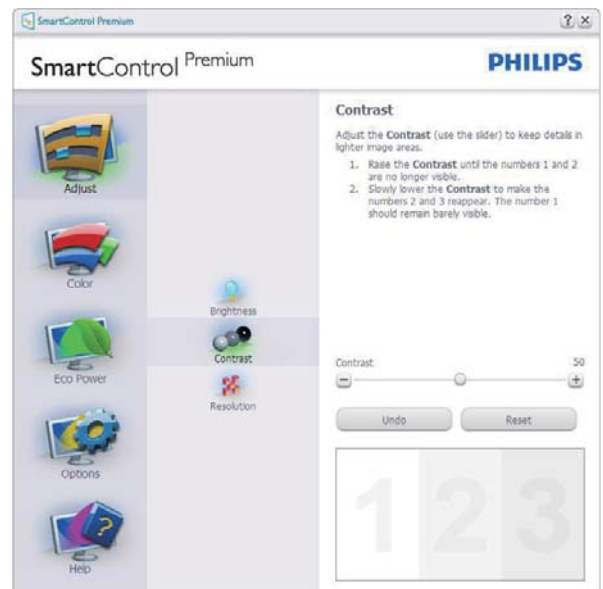 SmartControl Premium
SmartControl Premium
PHILIPS
Adjust
Color
Eco Power
Options
Help
Brightness
Contrast
Resolution
Contrast
Adjust the Contrast (use the slider) to keep details in
lighter image areas.
1. Raise the Contrast until the numbers 1 and 2
are no longer visible.
2. Slowly lower the Contrast to make the
numbers 2 and 3 reappear. The number 1
should remain barely visible.
Contrast 50
Undo Reset
1 2 3